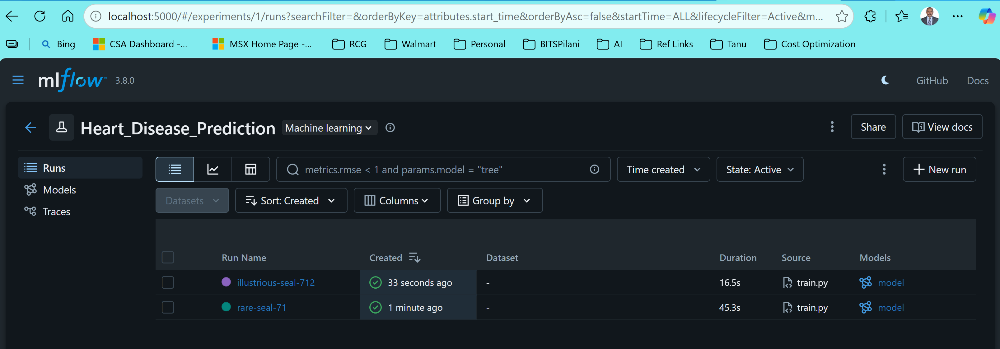 localhost:5000/#/experiments/1/runs?searchFilter=&orderByKey=attributes.start_time&orderByAsc=false&startTime=ALL&lifecycleFilter=Active&m...
Bing CSA Dashboard -... MSX Home Page -... RCG Walmart Personal BITSPilani AI Ref Links Tanu Cost Optimization
mlflow™ 3.8.0 GitHub Docs
Heart_Disease_Prediction Machine learning Share View docs
Runs
Models
Traces
metrics.rmse < 1 and params.model = "tree" Time created State: Active New run
Datasets Sort: Created Columns Group by
Run Name Created Dataset Duration Source Models
illustrious-seal-712 33 seconds ago - 16.5s train.py model
rare-seal-71 1 minute ago - 45.3s train.py model